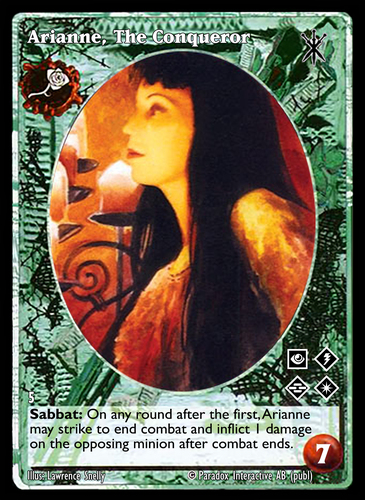 Arianne, The Conqueror
5
Sabbat: On any round after the first, Arianne
may strike to end combat and inflict 1 damage
on the opposing minion after combat ends.
7
Illus: Lawrence Snelly
© Paradox Interactive AB (publ)